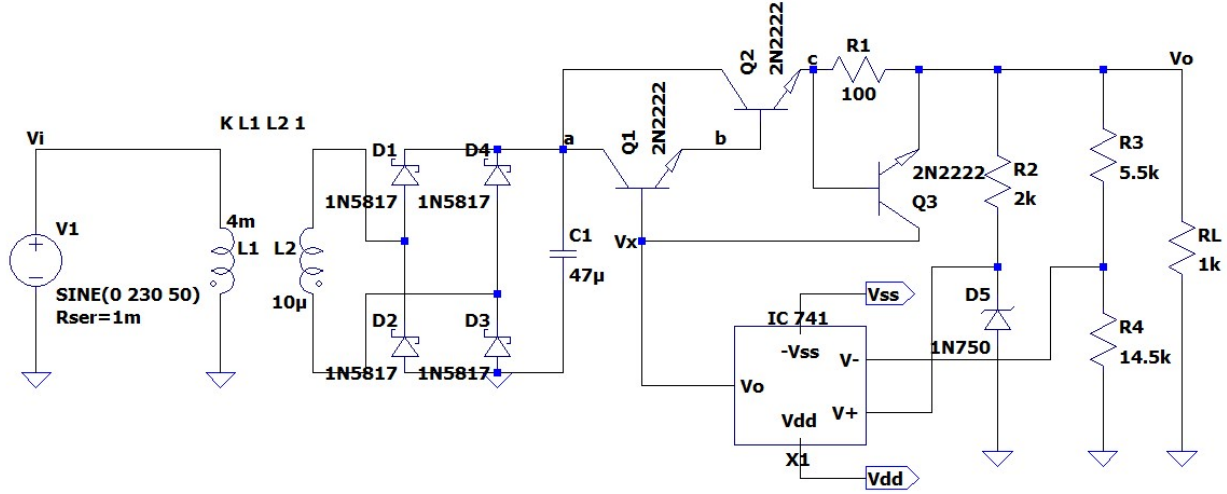 K L1 L2 1
Vi
V1
SINE(0 230 50)
Rser=1m
4m
L1
L2
10µ
D1
1N5817
D4
1N5817
D2
1N5817
D3
1N5817
a
C1
47µ
Q1
2N2222
b
Q2
2N2222
c
R1
100
Vo
2N2222
Q3
Vx
R2
2k
R3
5.5k
RL
1k
D5
1N750
R4
14.5k
Vss
IC 741
-Vss
V-
Vo
V+
Vdd
X1
Vdd